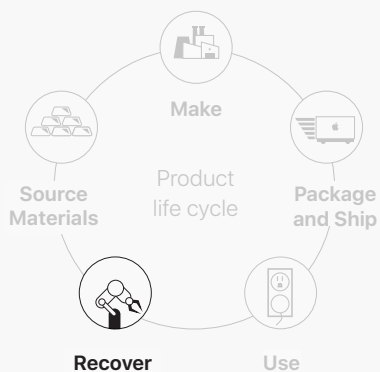 Make
Source
Materials
Product
life cycle
Package
and Ship
Recover
Use